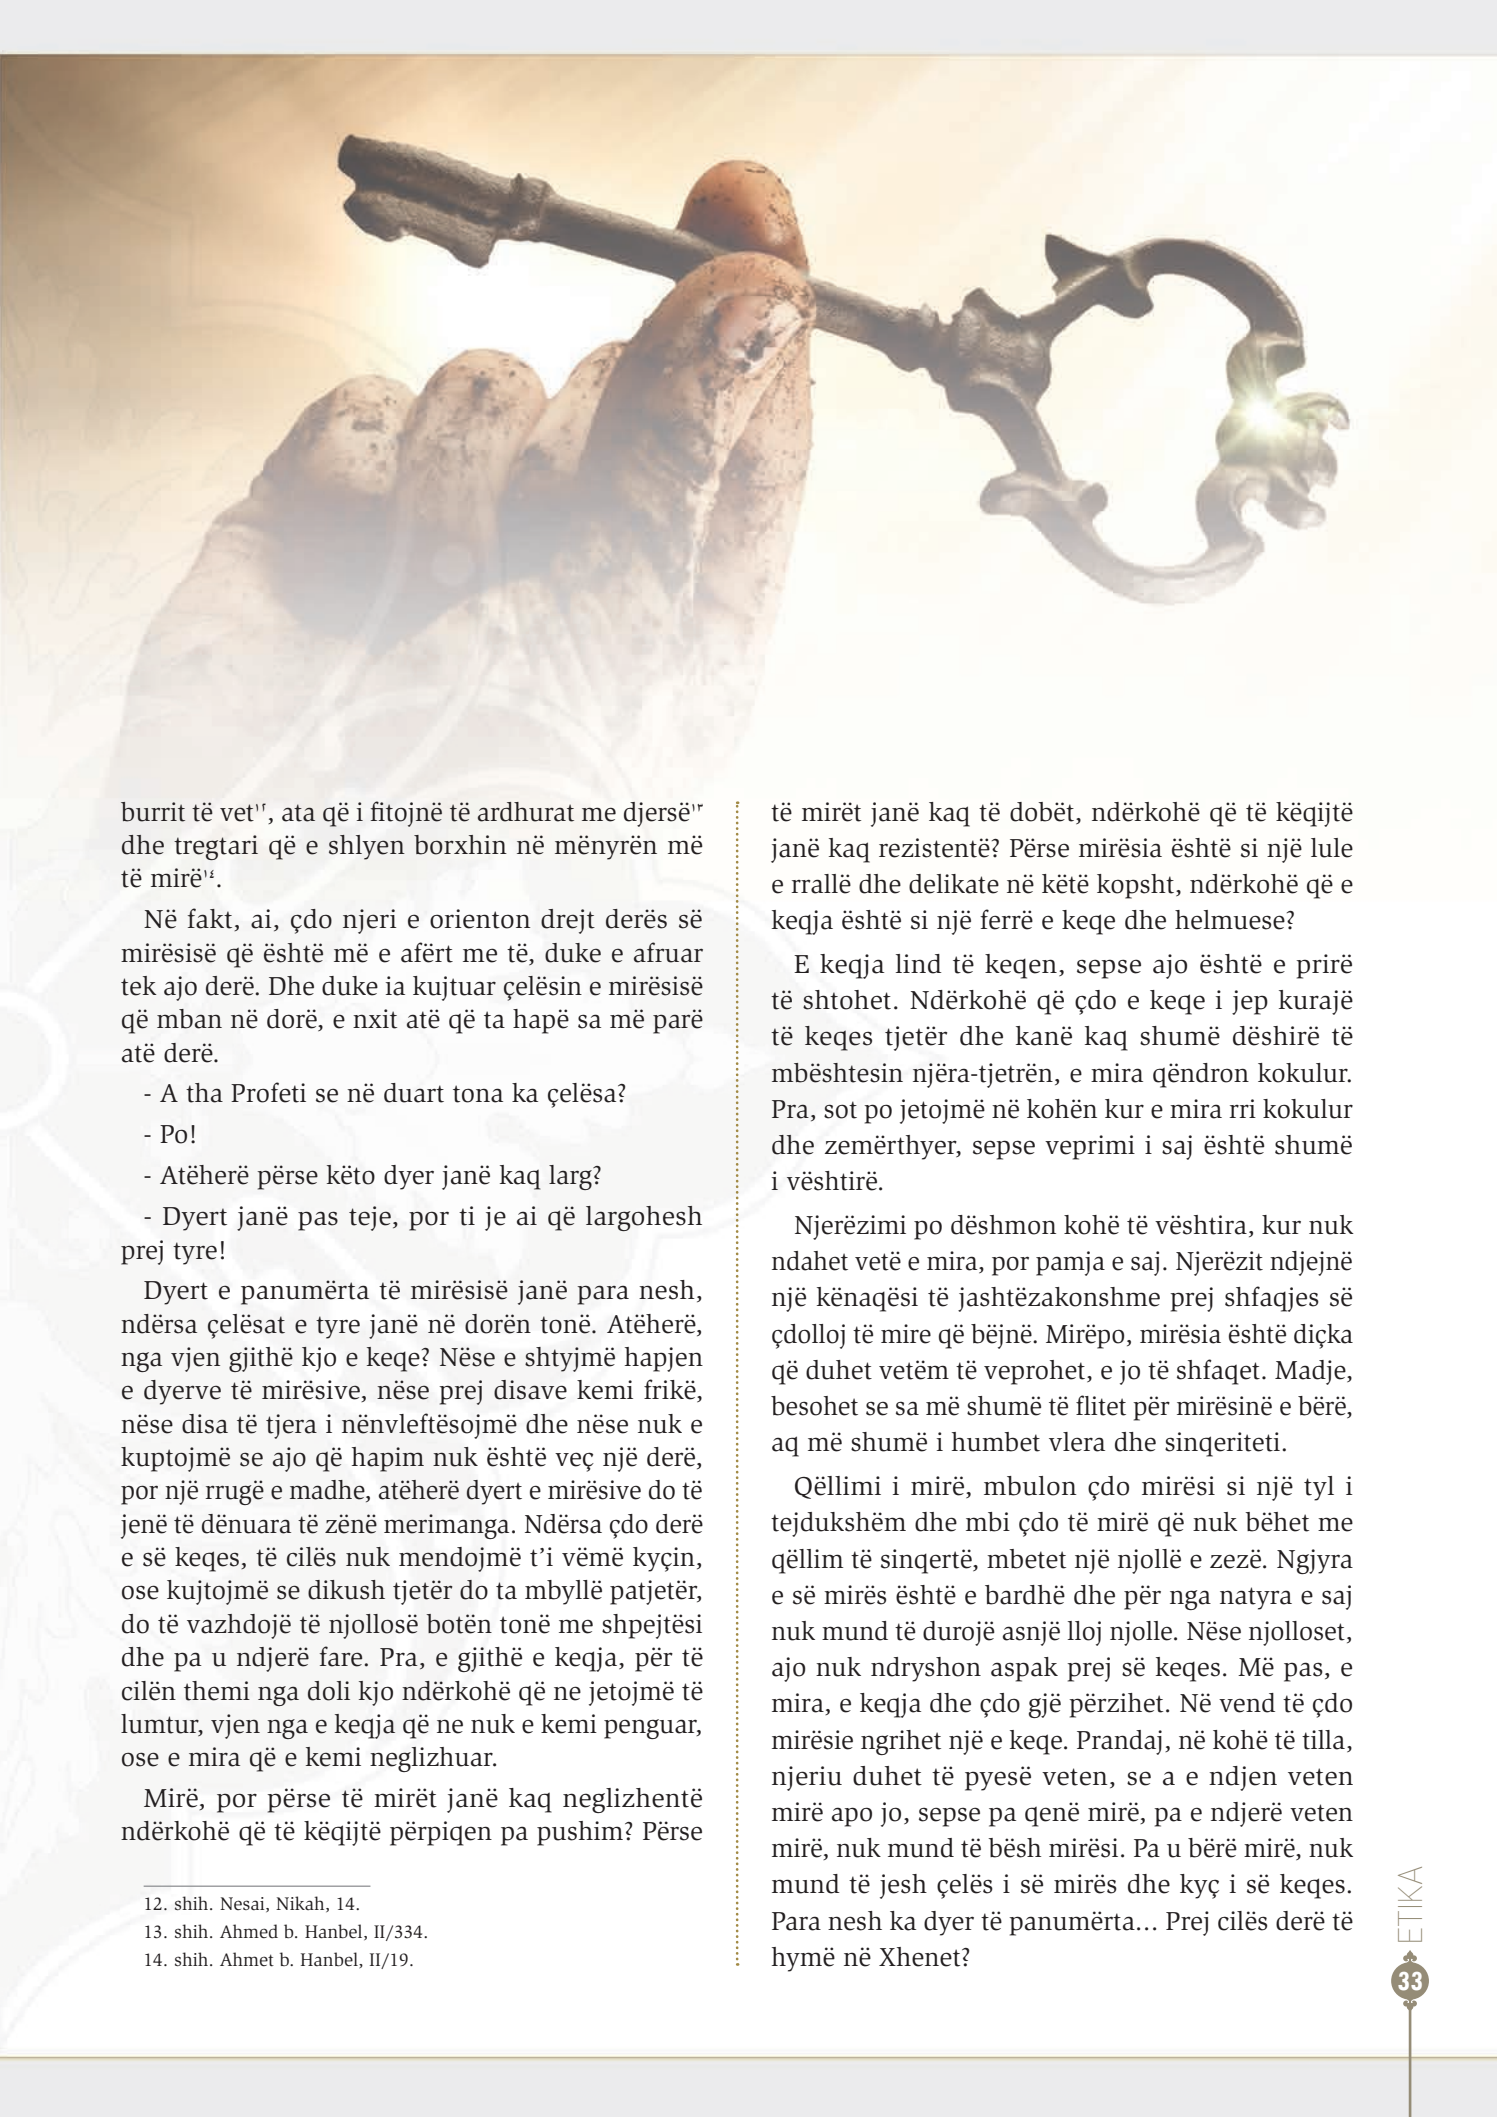 burrit të vet١٢, ata që i fitojnë të ardhurat me djersë١٣
dhe tregtari që e shlyen borxhin në mënyrën më
të mirë١٤.
Në fakt, ai, çdo njeri e orienton drejt derës së
mirësisë që është më e afërt me të, duke e afruar
tek ajo derë. Dhe duke ia kujtuar çelësin e mirësisë
që mban në dorë, e nxit atë që ta hapë sa më parë
atë derë.
- A tha Profeti se në duart tona ka çelësa?
- Po!
- Atëherë përse këto dyer janë kaq larg?
- Dyert janë pas teje, por ti je ai që largohesh
prej tyre!
Dyert e panumërta të mirësisë janë para nesh,
ndërsa çelësat e tyre janë në dorën tonë. Atëherë,
nga vjen gjithë kjo e keqe? Nëse e shtyjmë hapjen
e dyerve të mirësive, nëse prej disave kemi frikë,
nëse disa të tjera i nënvleftësojmë dhe nëse nuk e
kuptojmë se ajo që hapim nuk është veç një derë,
por një rrugë e madhe, atëherë dyert e mirësive do të
jenë të dënuara të zënë merimanga. Ndërsa çdo derë
e së keqes, të cilës nuk mendojmë t’i vëmë kyçin,
ose kujtojmë se dikush tjetër do ta mbyllë patjetër,
do të vazhdojë të njollosë botën tonë me shpejtësi
dhe pa u ndjerë fare. Pra, e gjithë e keqja, për të
cilën themi nga doli kjo ndërkohë që ne jetojmë të
lumtur, vjen nga e keqja që ne nuk e kemi penguar,
ose e mira që e kemi neglizhuar.
Mirë, por përse të mirët janë kaq neglizhentë
ndërkohë që të këqijtë përpiqen pa pushim? Përse
12. shih. Nesai, Nikah, 14.
13. shih. Ahmed b. Hanbel, II/334.
14. shih. Ahmet b. Hanbel, II/19.
të mirët janë kaq të dobët, ndërkohë që të këqijtë
janë kaq rezistentë? Përse mirësia është si një lule
e rrallë dhe delikate në këtë kopsht, ndërkohë që e
keqja është si një ferrë e keqe dhe helmuese?
E keqja lind të keqen, sepse ajo është e prirë
të shtohet. Ndërkohë që çdo e keqe i jep kurajë
të keqes tjetër dhe kanë kaq shumë dëshirë të
mbështesin njëra-tjetrën, e mira qëndron kokulur.
Pra, sot po jetojmë në kohën kur e mira rri kokulur
dhe zemërthyer, sepse veprimi i saj është shumë
i vështirë.
Njerëzimi po dëshmon kohë të vështira, kur nuk
ndahet vetë e mira, por pamja e saj. Njerëzit ndjejnë
një kënaqësi të jashtëzakonshme prej shfaqjes së
çdolloj të mire që bëjnë. Mirëpo, mirësia është diçka
që duhet vetëm të veprohet, e jo të shfaqet. Madje,
besohet se sa më shumë të flitet për mirësinë e bërë,
aq më shumë i humbet vlera dhe sinqeriteti.
Qëllimi i mirë, mbulon çdo mirësi si një tyl i
tejdukshëm dhe mbi çdo të mirë që nuk bëhet me
qëllim të sinqertë, mbetet një njollë e zezë. Ngjyra
e së mirës është e bardhë dhe për nga natyra e saj
nuk mund të durojë asnjë lloj njolle. Nëse njolloset,
ajo nuk ndryshon aspak prej së keqes. Më pas, e
mira, e keqja dhe çdo gjë përzihet. Në vend të çdo
mirësie ngrihet një e keqe. Prandaj, në kohë të tilla,
njeriu duhet të pyesë veten, se a e ndjen veten
mirë apo jo, sepse pa qenë mirë, pa e ndjerë veten
mirë, nuk mund të bësh mirësi. Pa u bërë mirë, nuk
mund të jesh çelës i së mirës dhe kyç i së keqes.
Para nesh ka dyer të panumërta... Prej cilës derë të
hymë në Xhenet?
ETIKA
33